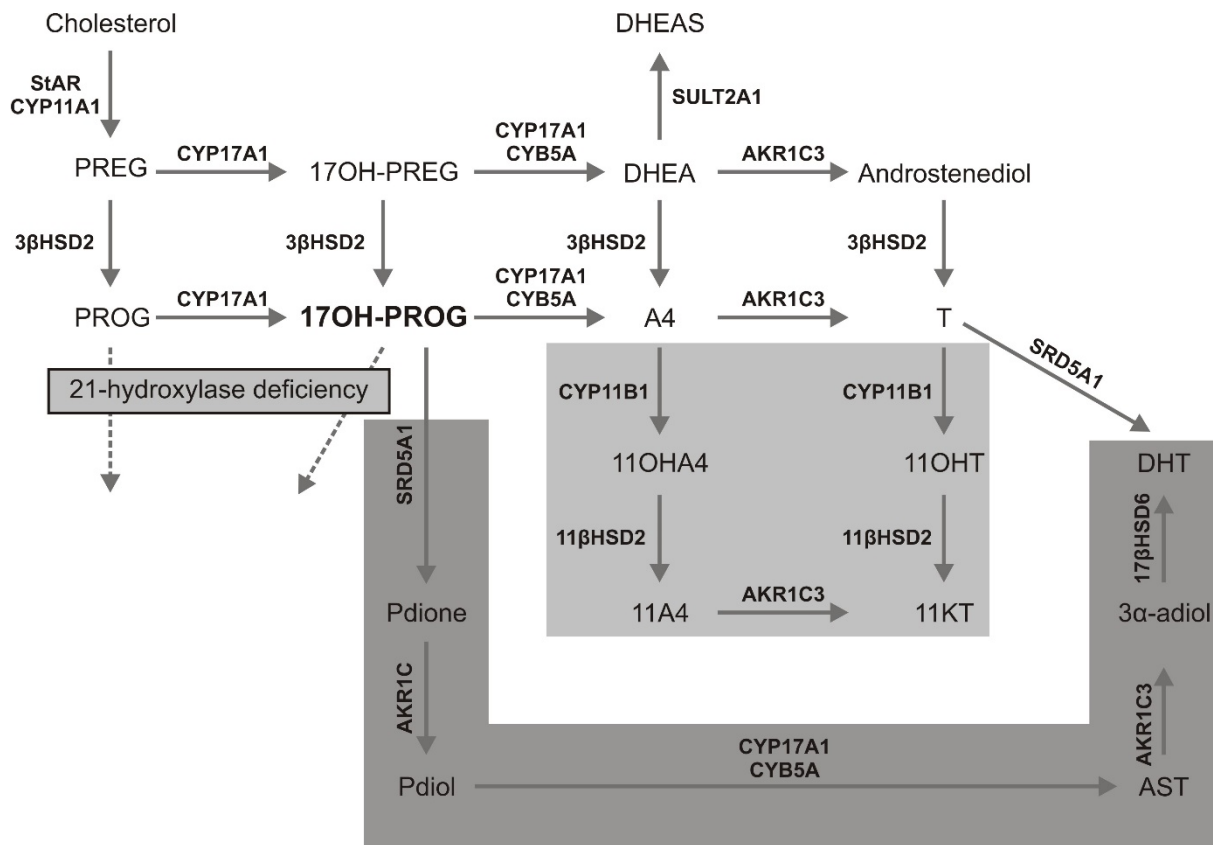 Cholesterol
DHEAS
StAR
CYP11A1
SULT2A1
CYP17A1
CYP17A1
CYB5A
AKR1C3
PREG
17OH-PREG
DHEA
Androstenediol
3βHSD2
3βHSD2
3βHSD2
3βHSD2
CYP17A1
CYP17A1
CYB5A
AKR1C3
PROG
17OH-PROG
A4
T
SRD5A1
21-hydroxylase deficiency
CYP11B1
CYP11B1
SRD5A1
11OHA4
11OHT
DHT
11βHSD2
11βHSD2
17βHSD6
AKR1C3
Pdione
11A4
11KT
3α-adiol
AKR1C
CYP17A1
CYB5A
AKR1C3
Pdiol
AST